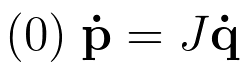 (0) ṗ = Jq̇